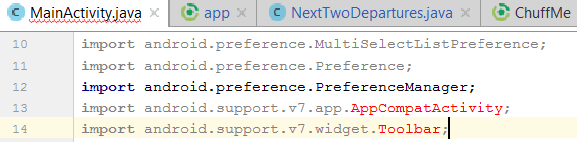 MainActivity.java app NextTwoDepartures.java ChuffMe
10 import android.preference.MultiSelectListPreference;
11 import android.preference.Preference;
12 import android.preference.PreferenceManager;
13 import android.support.v7.app.AppCompatActivity;
14 import android.support.v7.widget.Toolbar;